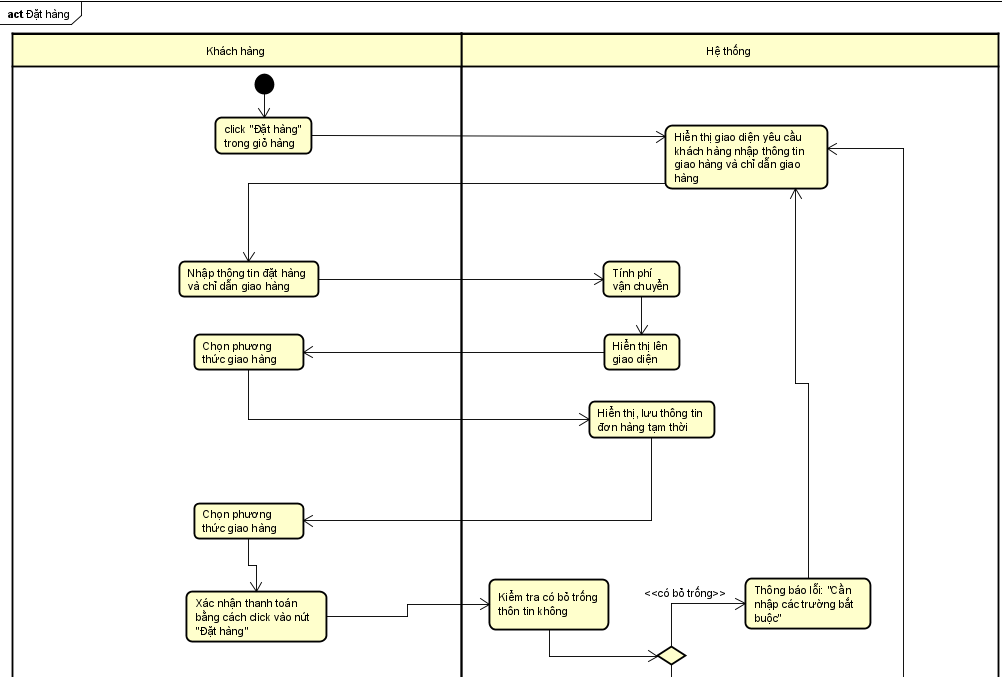 act Đặt hàng
Khách hàng
Hệ thống
click "Đặt hàng"
trong giỏ hàng
Hiển thị giao diện yêu cầu
khách hàng nhập thông tin
giao hàng và chỉ dẫn giao
hàng
Nhập thông tin đặt hàng
và chỉ dẫn giao hàng
Tính phí
vận chuyển
Chọn phương
thức giao hàng
Hiển thị lên
giao diện
Hiển thị, lưu thông tin
đơn hàng tạm thời
Chọn phương
thức giao hàng
Xác nhận thanh toán
bằng cách click vào nút
"Đặt hàng"
Kiểm tra có bỏ trống
thôn tin không
<<có bỏ trống>>
Thông báo lỗi: "Cần
nhập các trường bắt
buộc"